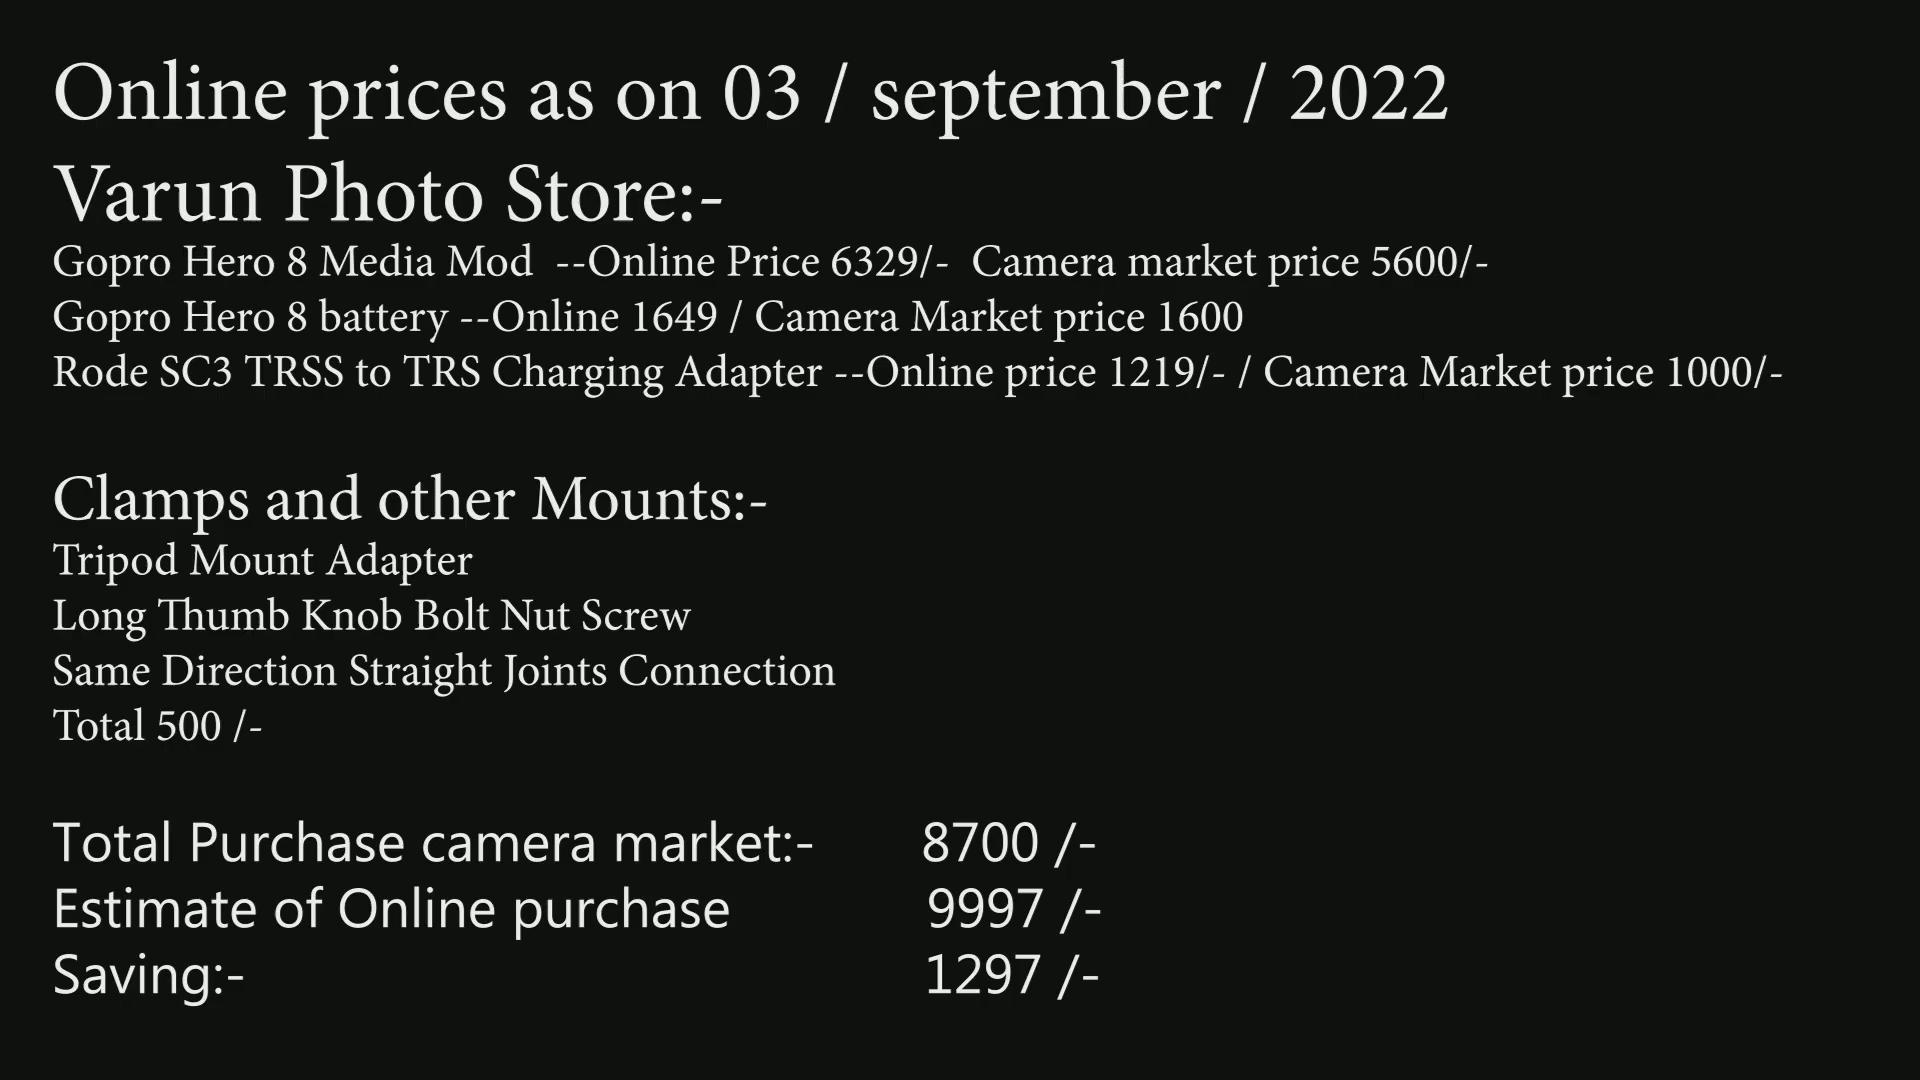 Online prices as on 03 / september / 2022
Varun Photo Store:-
Gopro Hero 8 Media Mod  --Online Price 6329/-  Camera market price 5600/-
Gopro Hero 8 battery --Online 1649 / Camera Market price 1600
Rode SC3 TRSS to TRS Charging Adapter --Online price 1219/- / Camera Market price 1000/-
Clamps and other Mounts:-
Tripod Mount Adapter
Long Thumb Knob Bolt Nut Screw
Same Direction Straight Joints Connection
Total 500 /-
Total Purchase camera market:- 8700 /-
Estimate of Online purchase 9997 /-
Saving:- 1297 /-